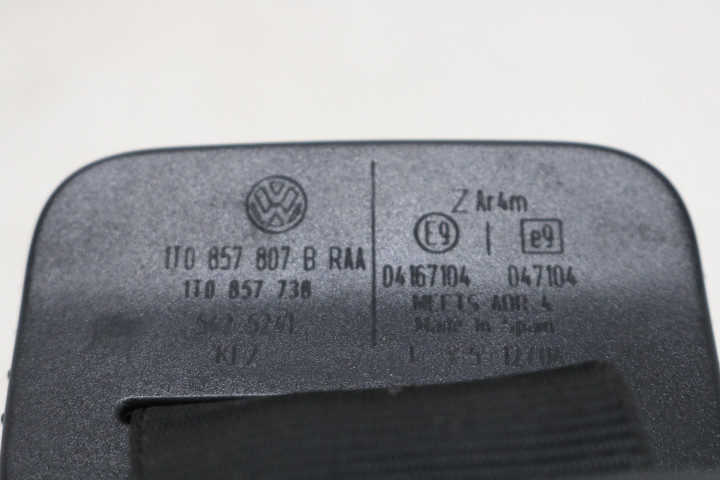 1T0 857 807 B RAA
1T0 857 738
Z Ar4m
E9 | e9
04167104 047104
MEETS ADR 4
Made in Spain